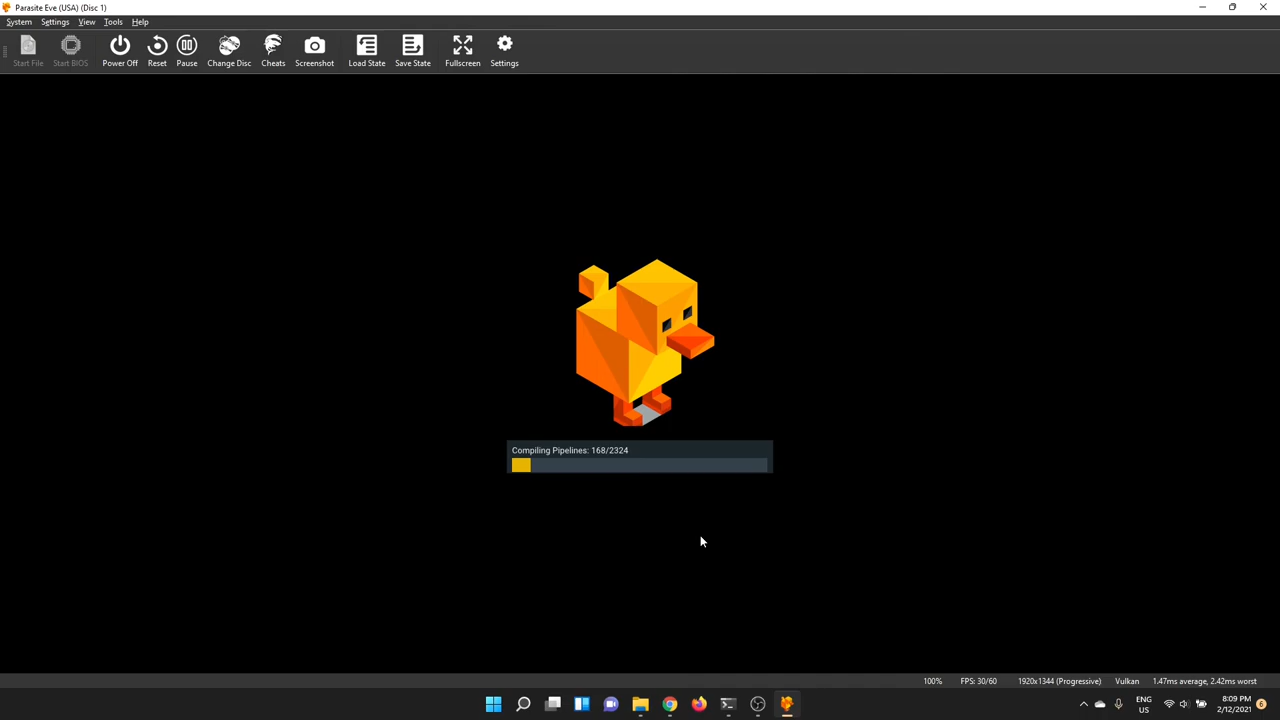 Parasite Eve (USA) (Disc 1)
System Settings View Tools Help
Start File Start BIOS Power Off Reset Pause Change Disc Cheats Screenshot Load State Save State Fullscreen Settings
Compiling Pipelines: 168/2324
100% FPS: 30/60 1920x1344 (Progressive) Vulkan 1.47ms average, 2.42ms worst
ENG 8:09 PM
US 2/12/2021 6